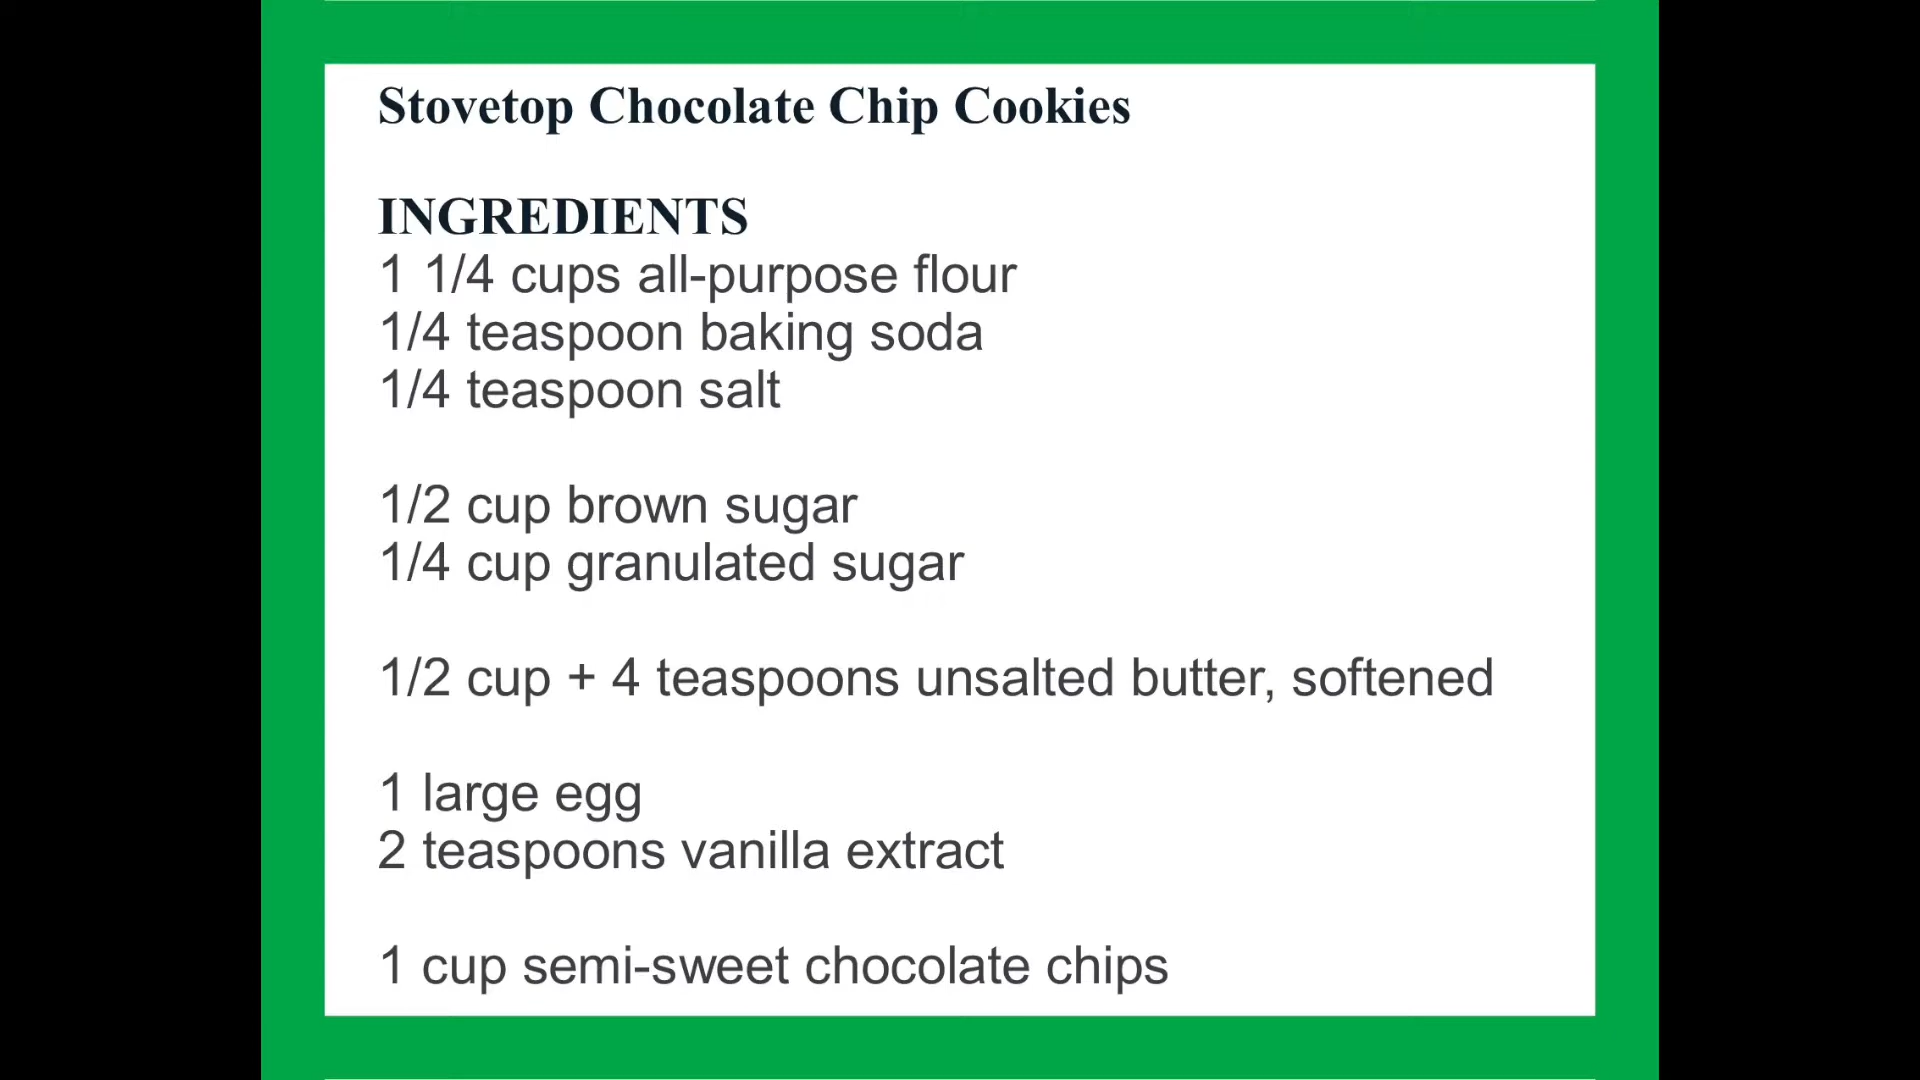 Stovetop Chocolate Chip Cookies
INGREDIENTS
1 1/4 cups all-purpose flour
1/4 teaspoon baking soda
1/4 teaspoon salt
1/2 cup brown sugar
1/4 cup granulated sugar
1/2 cup + 4 teaspoons unsalted butter, softened
1 large egg
2 teaspoons vanilla extract
1 cup semi-sweet chocolate chips